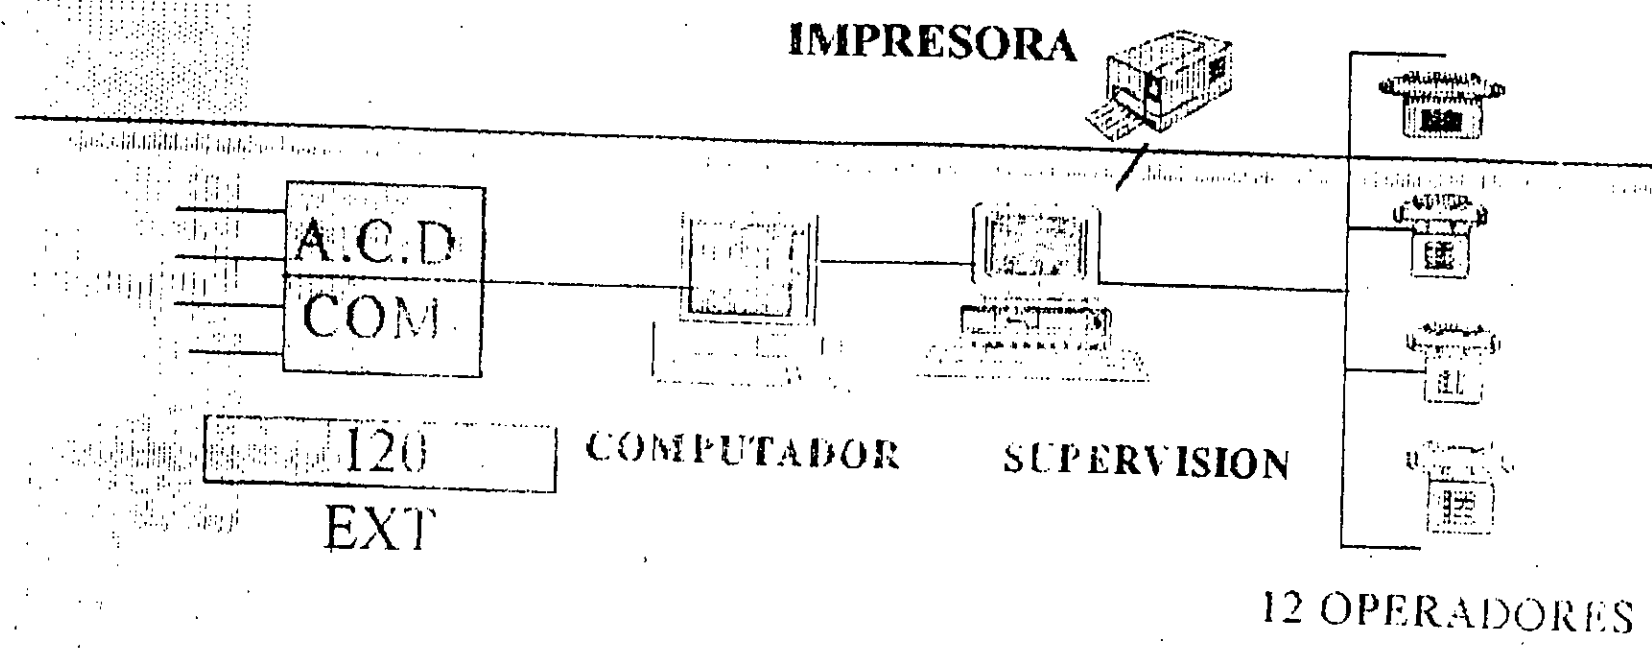 IMPRESORA
A.C.D
COM
120
EXT
COMPUTADOR
SUPERVISION
12 OPERADORES